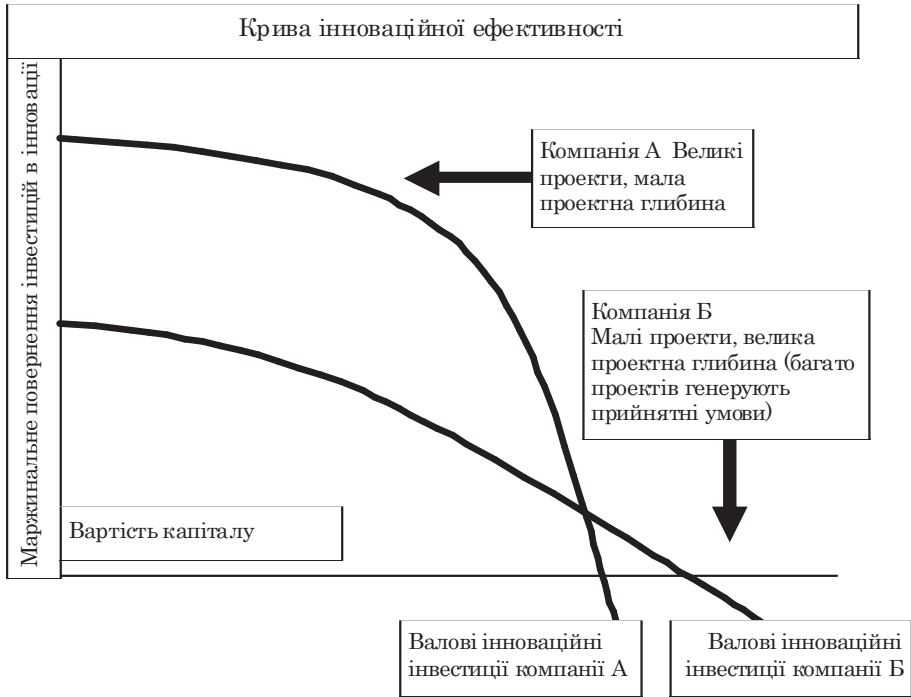 Крива інноваційної ефективності
Маржинальне повернення інвестицій в інновації
Компанія А Великі
проекти, мала
проектна глибина
Компанія Б
Малі проекти, велика
проектна глибина (багато
проектів генерують
прийнятні умови)
Вартість капіталу
Валові інноваційні
інвестиції компанії А
Валові інноваційні
інвестиції компанії Б